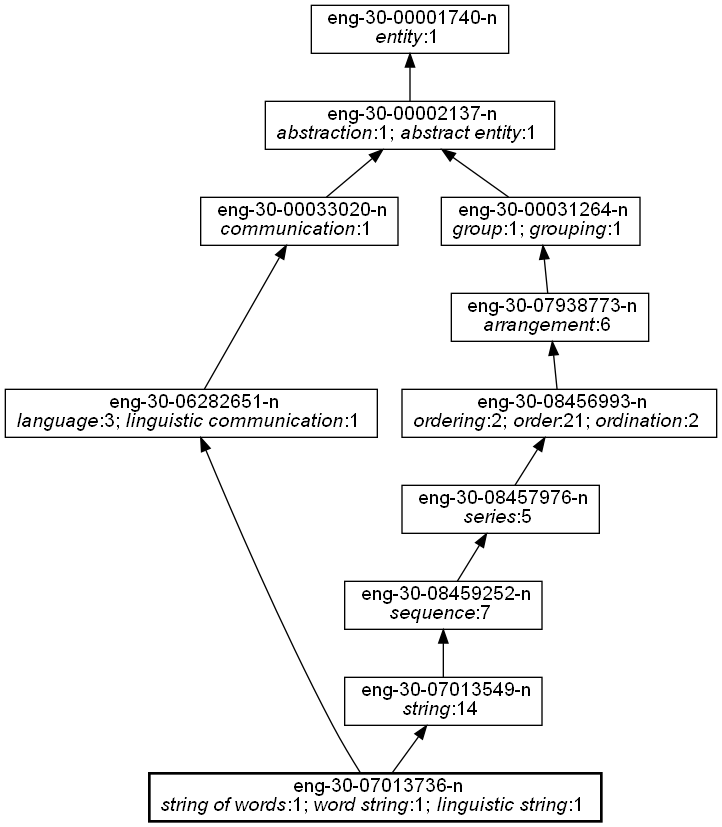 eng-30-00001740-n
entity:1
eng-30-00002137-n
abstraction:1; abstract entity:1
eng-30-00033020-n
communication:1
eng-30-00031264-n
group:1; grouping:1
eng-30-07938773-n
arrangement:6
eng-30-06282651-n
language:3; linguistic communication:1
eng-30-08456993-n
ordering:2; order:21; ordination:2
eng-30-08457976-n
series:5
eng-30-08459252-n
sequence:7
eng-30-07013549-n
string:14
eng-30-07013736-n
string of words:1; word string:1; linguistic string:1